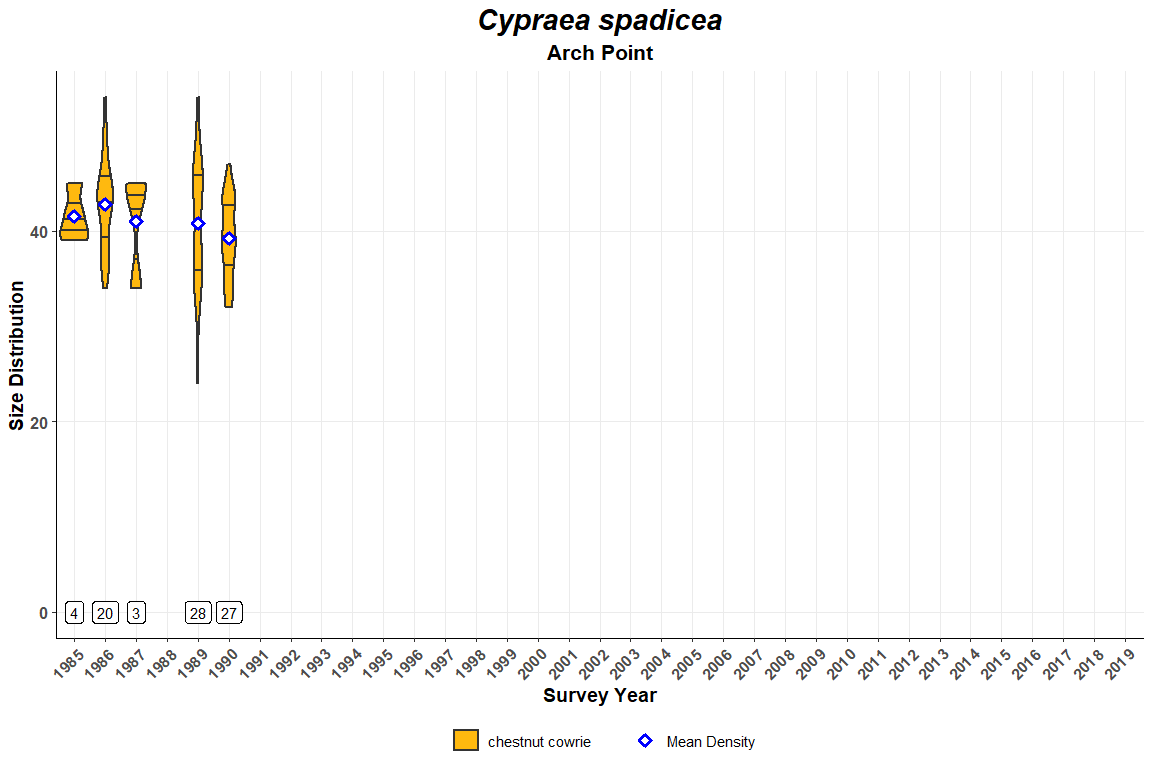 Cypraea spadicea
Arch Point
Size Distribution
40
20
0
4 20 3 28 27
1985 1986 1987 1988 1989 1990 1991 1992 1993 1994 1995 1996 1997 1998 1999 2000 2001 2002 2003 2004 2005 2006 2007 2008 2009 2010 2011 2012 2013 2014 2015 2016 2017 2018 2019
Survey Year
chestnut cowrie Mean Density